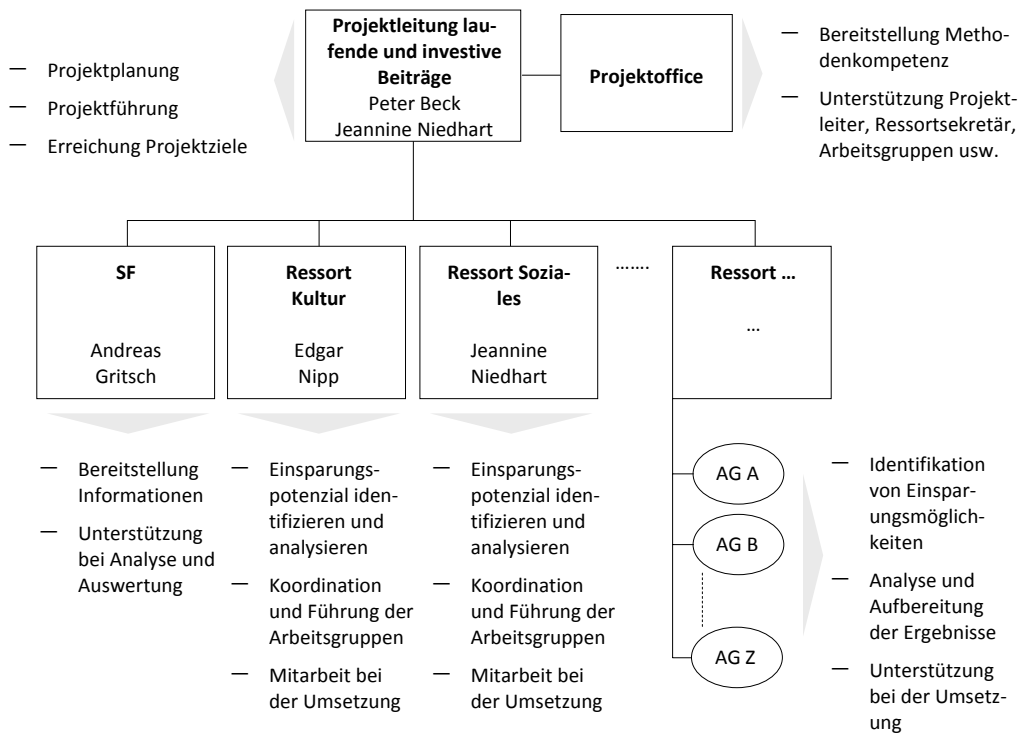 Projektleitung lau-
fende und investive
Beiträge
Peter Beck
Jeannine Niedhart
Projektoffice
— Projektplanung
— Projektführung
— Erreichung Projektziele
— Bereitstellung Metho-
denkompetenz
— Unterstützung Projekt-
leiter, Ressortsekretär,
Arbeitsgruppen usw.
SF
Andreas
Gritsch
Ressort
Kultur
Edgar
Nipp
Ressort Sozia-
les
Jeannine
Niedhart
.......
Ressort ...
...
— Bereitstellung
Informationen
— Unterstützung
bei Analyse und
Auswertung
— Einsparungs-
potenzial iden-
tifizieren und
analysieren
— Koordination
und Führung der
Arbeitsgruppen
— Mitarbeit bei
der Umsetzung
— Einsparungs-
potenzial iden-
tifizieren und
analysieren
— Koordination
und Führung der
Arbeitsgruppen
— Mitarbeit bei
der Umsetzung
AG A
AG B
AG Z
— Identifikation
von Einspar-
ungsmöglich-
keiten
— Analyse und
Aufbereitung
der Ergebnisse
— Unterstützung
bei der Umsetz-
ung